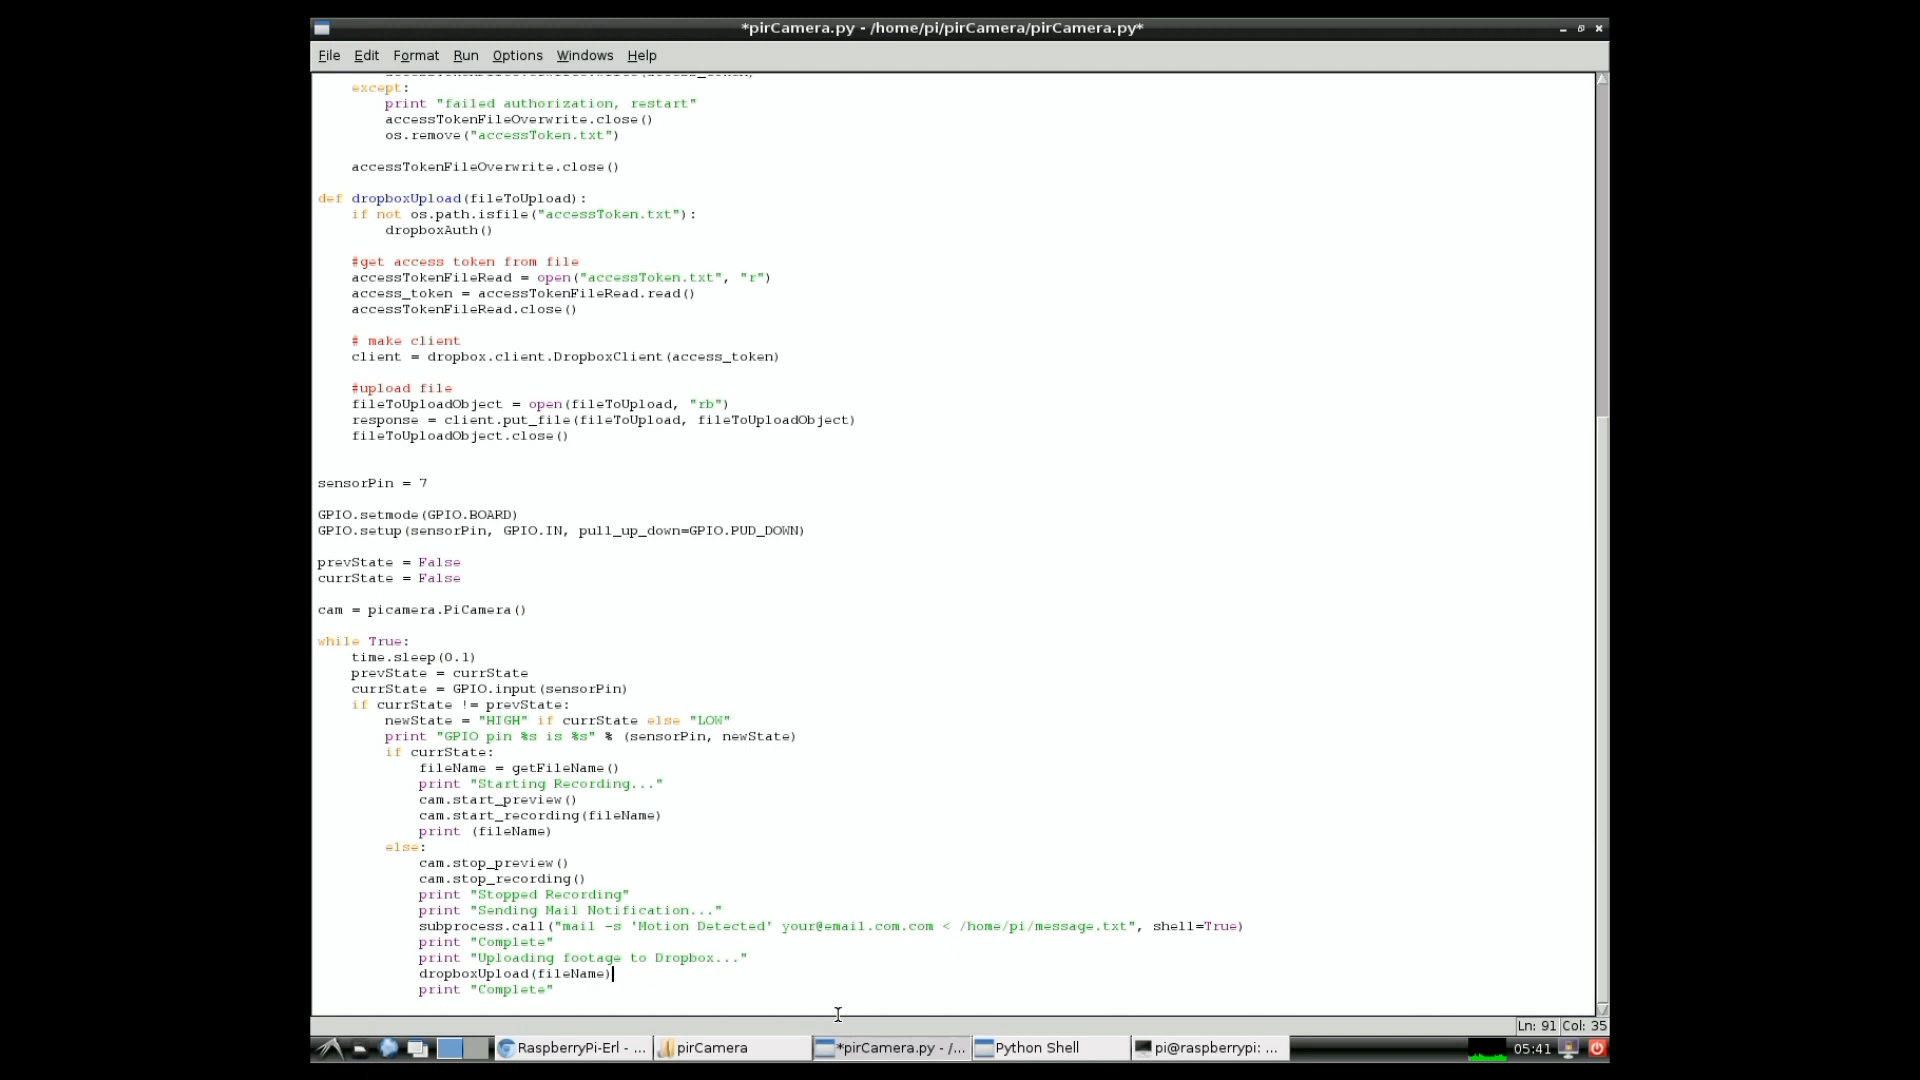 *pirCamera.py - /home/pi/pirCamera/pirCamera.py*
File Edit Format Run Options Windows Help
except:
print "failed authorization, restart"
accessTokenFileOverwrite.close()
os.remove("accessToken.txt")
accessTokenFileOverwrite.close()
def dropboxUpload(fileToUpload):
if not os.path.isfile("accessToken.txt"):
dropboxAuth()
#get access token from file
accessTokenFileRead = open("accessToken.txt", "r")
access_token = accessTokenFileRead.read()
accessTokenFileRead.close()
# make client
client = dropbox.client.DropboxClient(access_token)
#upload file
fileToUploadObject = open(fileToUpload, "rb")
response = client.put_file(fileToUpload, fileToUploadObject)
fileToUploadObject.close()
sensorPin = 7
GPIO.setmode(GPIO.BOARD)
GPIO.setup(sensorPin, GPIO.IN, pull_up_down=GPIO.PUD_DOWN)
prevState = False
currState = False
cam = picamera.PiCamera()
while True:
time.sleep(0.1)
prevState = currState
currState = GPIO.input(sensorPin)
if currState != prevState:
newState = "HIGH" if currState else "LOW"
print "GPIO pin %s is %s" % (sensorPin, newState)
if currState:
fileName = getFileName()
print "Starting Recording..."
cam.start_preview()
cam.start_recording(fileName)
print (fileName)
else:
cam.stop_preview()
cam.stop_recording()
print "Stopped Recording"
print "Sending Mail Notification..."
subprocess.call("mail -s 'Motion Detected' your@email.com.com < /home/pi/message.txt", shell=True)
print "Complete"
print "Uploading footage to Dropbox..."
dropboxUpload(fileName)
print "Complete"
Ln: 91 Col: 35
RaspberryPi-Erl - ... pirCamera *pirCamera.py - /... Python Shell pi@raspberrypi: ... 05:41